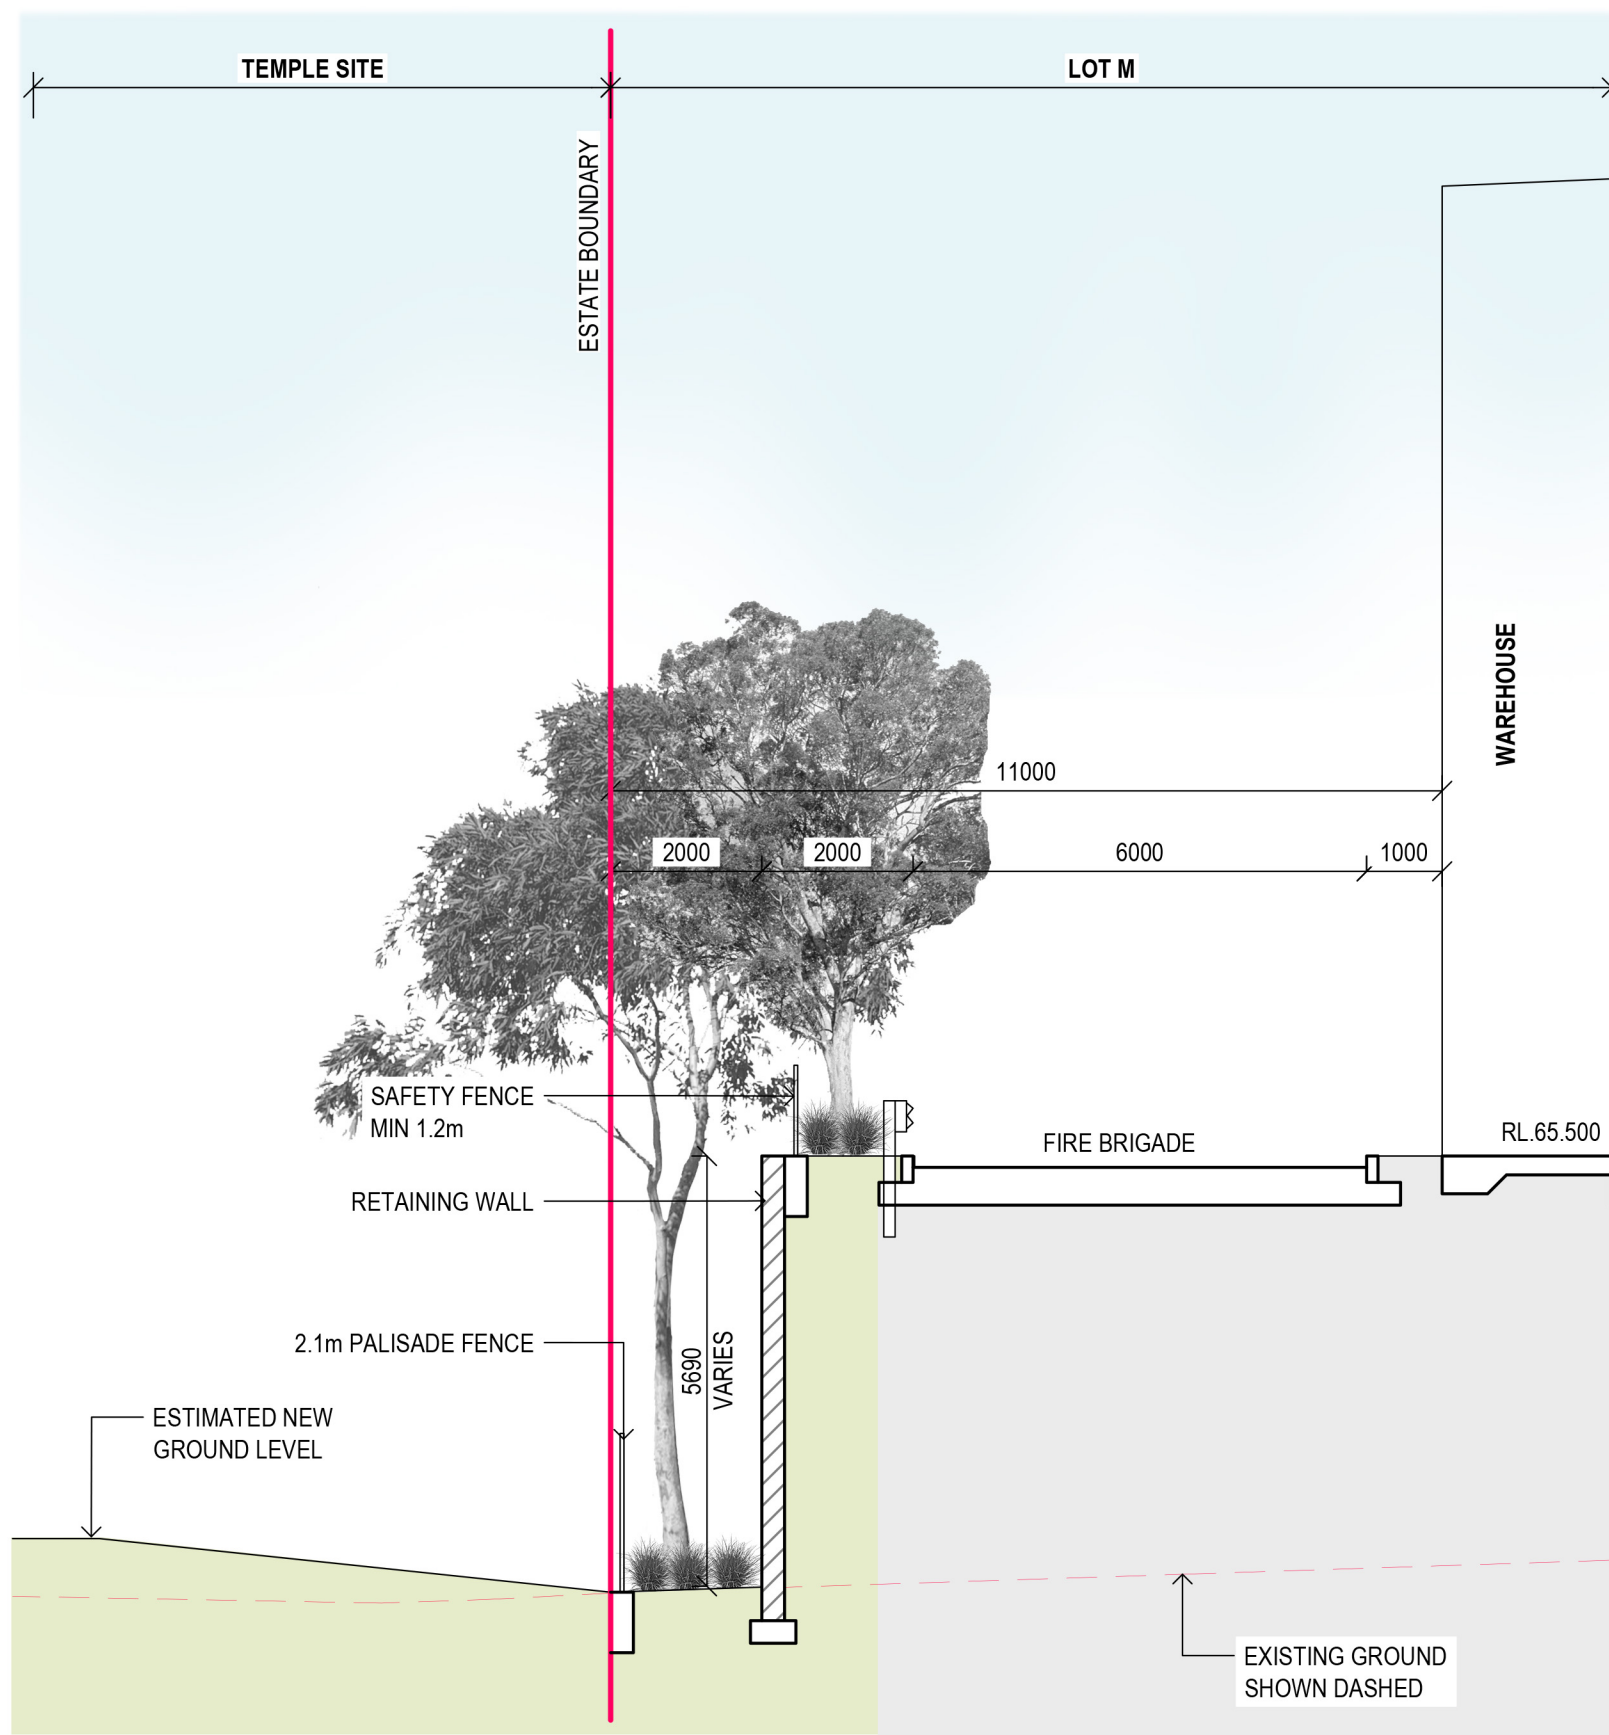 TEMPLE SITE
LOT M
ESTATE BOUNDARY
WAREHOUSE
11000
2000
2000
6000
1000
SAFETY FENCE
MIN 1.2m
FIRE BRIGADE
RL.65.500
RETAINING WALL
2.1m PALISADE FENCE
5690
VARIES
ESTIMATED NEW
GROUND LEVEL
EXISTING GROUND
SHOWN DASHED